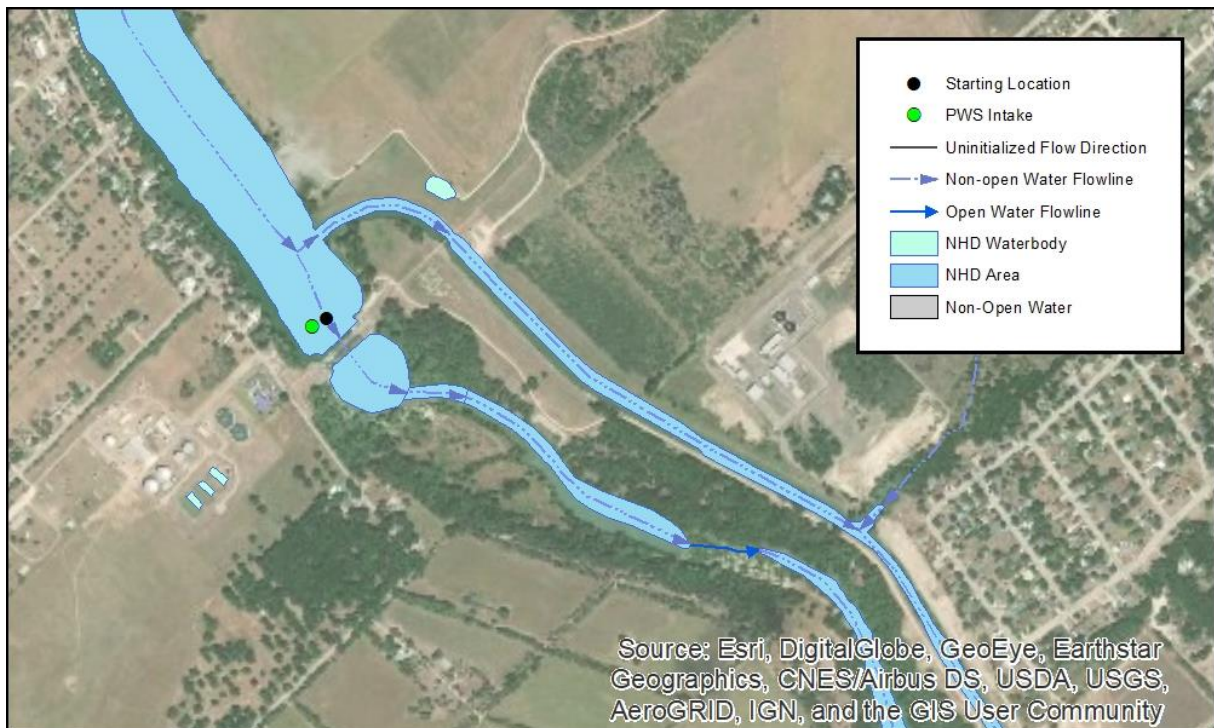 Starting Location
PWS Intake
Uninitialized Flow Direction
Non-open Water Flowline
Open Water Flowline
NHD Waterbody
NHD Area
Non-Open Water
Source: Esri, DigitalGlobe, GeoEye, Earthstar
Geographics, CNES/Airbus DS, USDA, USGS,
AeroGRID, IGN, and the GIS User Community